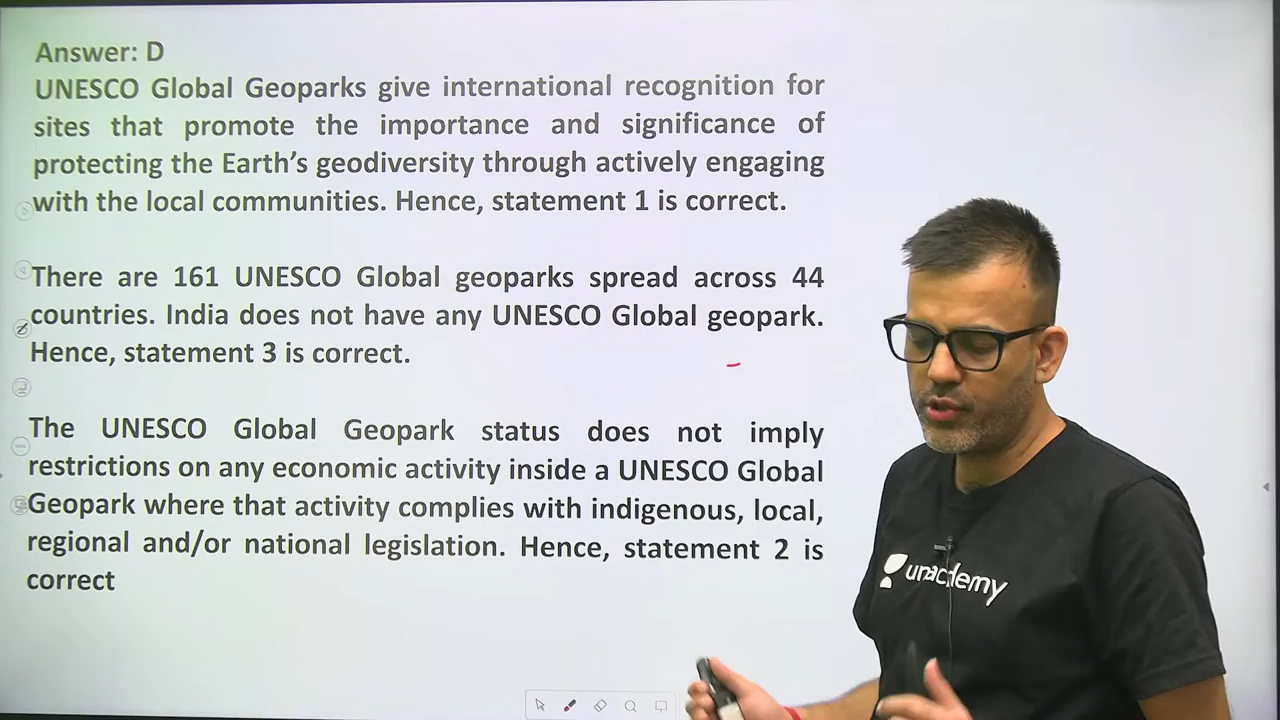 Answer: D
UNESCO Global Geoparks give international recognition for
sites that promote the importance and significance of
protecting the Earth's geodiversity through actively engaging
with the local communities. Hence, statement 1 is correct.
There are 161 UNESCO Global geoparks spread across 44
countries. India does not have any UNESCO Global geopark.
Hence, statement 3 is correct.
The UNESCO Global Geopark status does not imply
restrictions on any economic activity inside a UNESCO Global
Geopark where that activity complies with indigenous, local,
regional and/or national legislation. Hence, statement 2 is
correct
unacademy